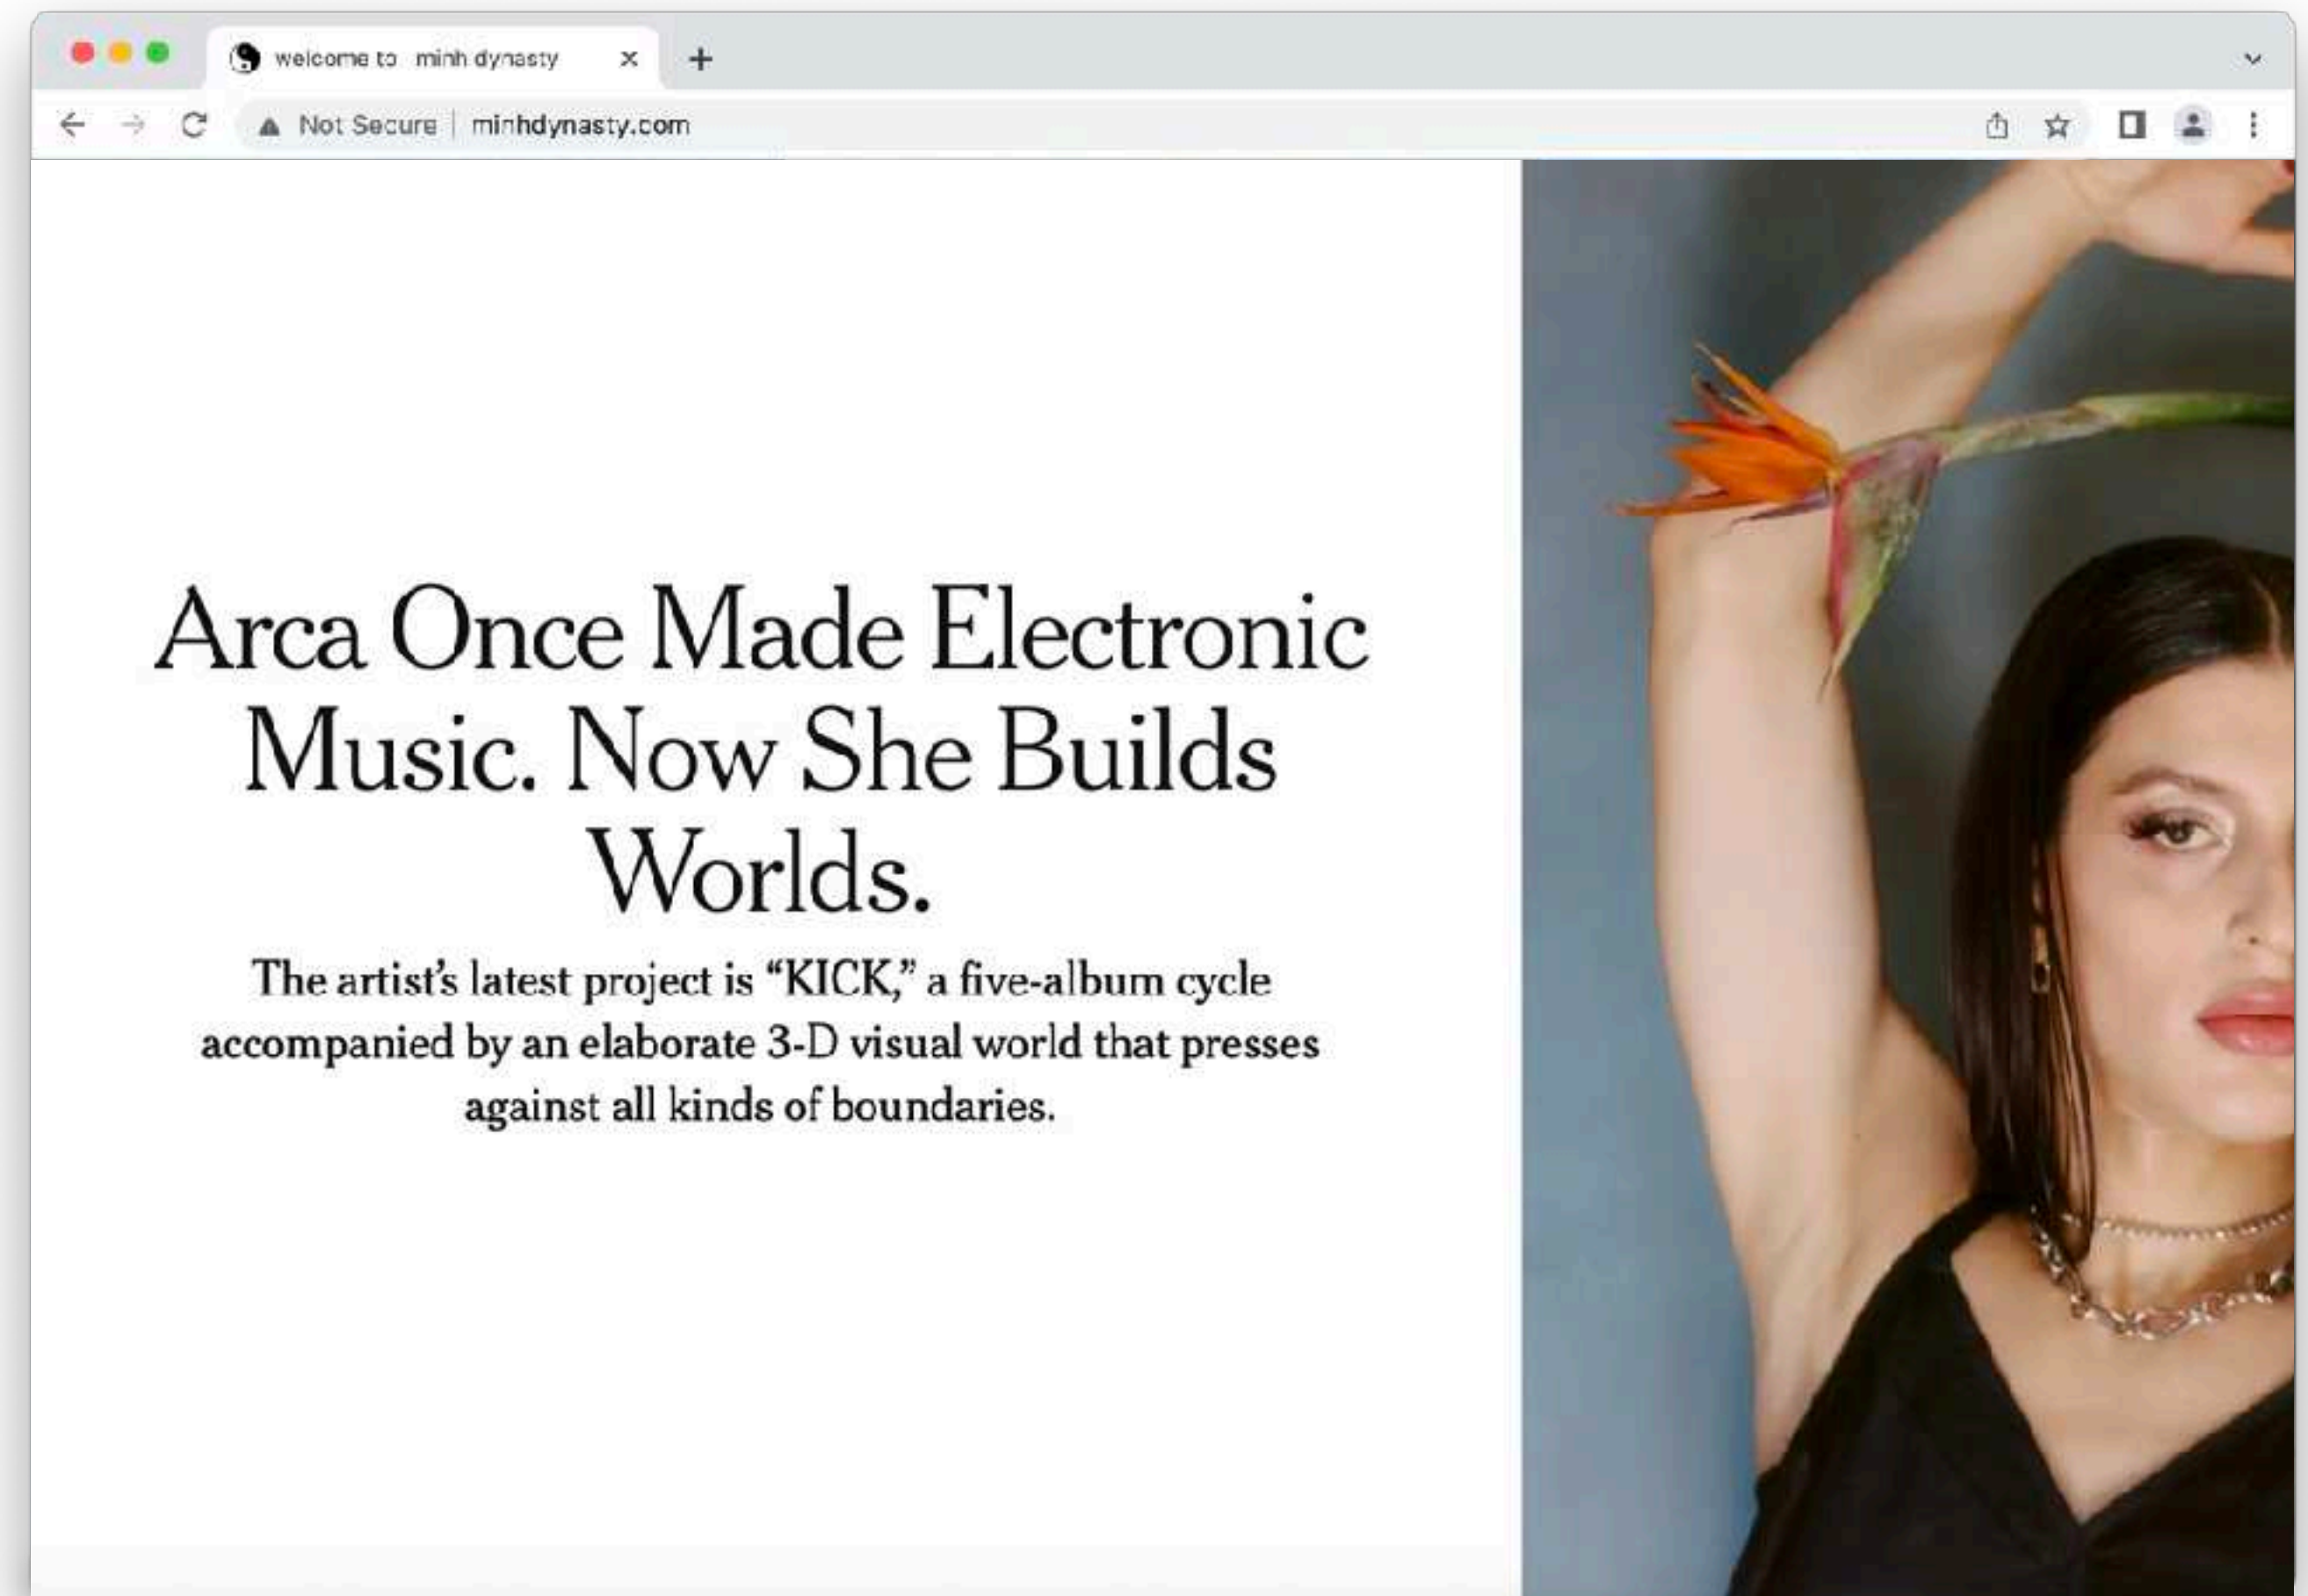 welcome to minh dynasty
Not Secure minhdynasty.com
Arca Once Made Electronic
Music. Now She Builds
Worlds.
The artist’s latest project is “KICK,” a five-album cycle
accompanied by an elaborate 3-D visual world that presses
against all kinds of boundaries.